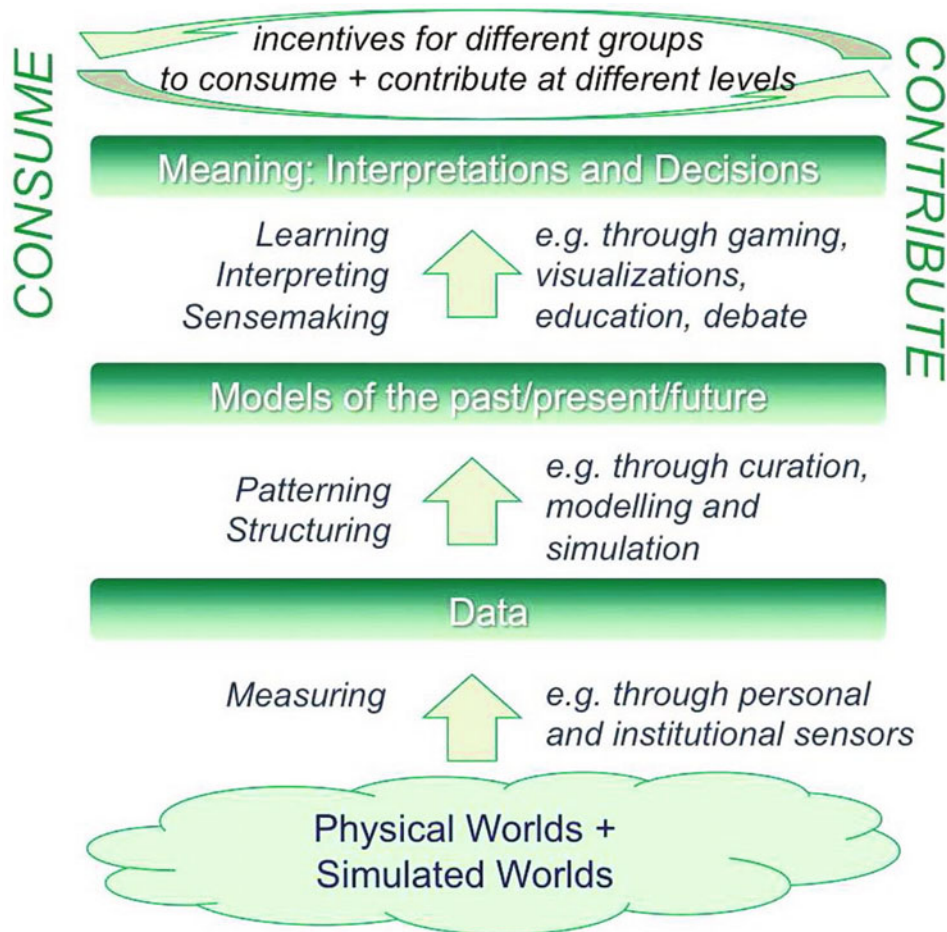 CONSUME
CONTRIBUTE
incentives for different groups
to consume + contribute at different levels
Meaning: Interpretations and Decisions
Learning
Interpreting
Sensemaking
e.g. through gaming,
visualizations,
education, debate
Models of the past/present/future
Patterning
Structuring
e.g. through curation,
modelling and
simulation
Data
Measuring
e.g. through personal
and institutional sensors
Physical Worlds +
Simulated Worlds